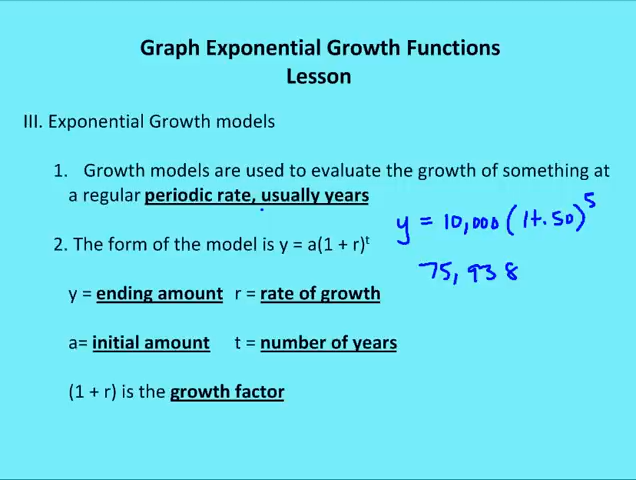 Graph Exponential Growth Functions
Lesson
III. Exponential Growth models
1. Growth models are used to evaluate the growth of something at
a regular periodic rate, usually years
y = 10,000 (1+.50)^5
2. The form of the model is y = a(1 + r)^t
75,938
y = ending amount r = rate of growth
a= initial amount t = number of years
(1 + r) is the growth factor